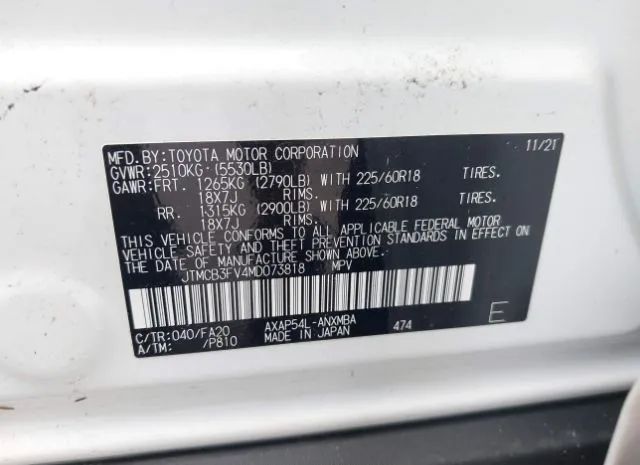 MFD.BY:TOYOTA MOTOR CORPORATION 11/21
GVWR:2510KG (5530LB)
GAWR:FRT. 1265KG (2790LB) WITH 225/60R18 TIRES.
18X7J RIMS.
RR. 1315KG (2900LB) WITH 225/60R18 TIRES.
18X7J RIMS.
THIS VEHICLE CONFORMS TO ALL APPLICABLE FEDERAL MOTOR
VEHICLE SAFETY AND THEFT PREVENTION STANDARDS IN EFFECT
ON THE DATE OF MANUFACTURE SHOWN ABOVE.
JTMCB3FV4MD073818 MPV
C/TR:040/FA20 AXAP54L-ANXMBA 474 E
A/TM: /P810 MADE IN JAPAN